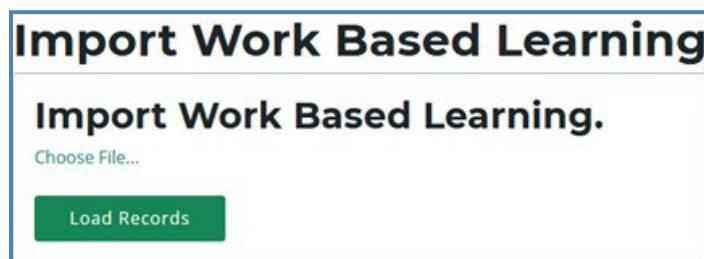 Import Work Based Learning
Import Work Based Learning.
Choose File...
Load Records